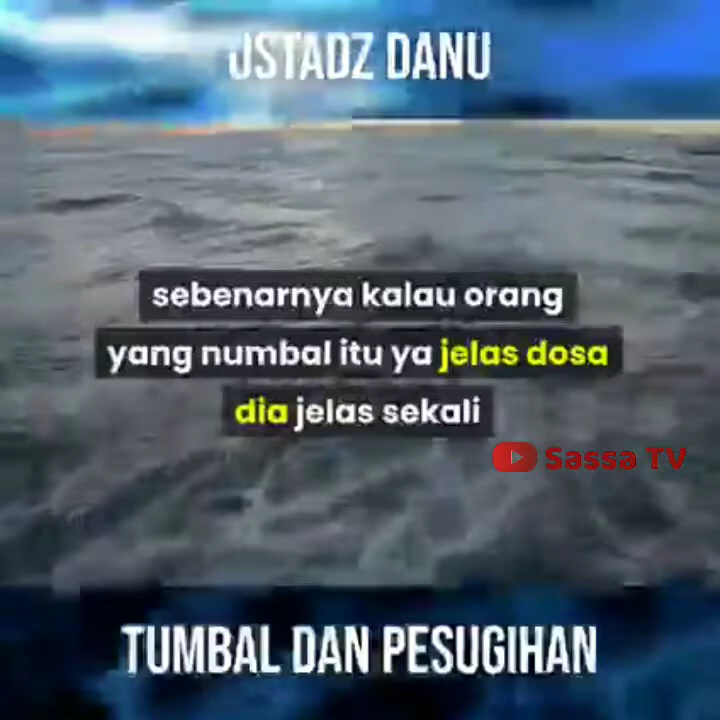 USTADZ DANU
sebenarnya kalau orang
yang numbal itu ya jelas dosa
dia jelas sekali
Sassa TV
TUMBAL DAN PESUGIHAN